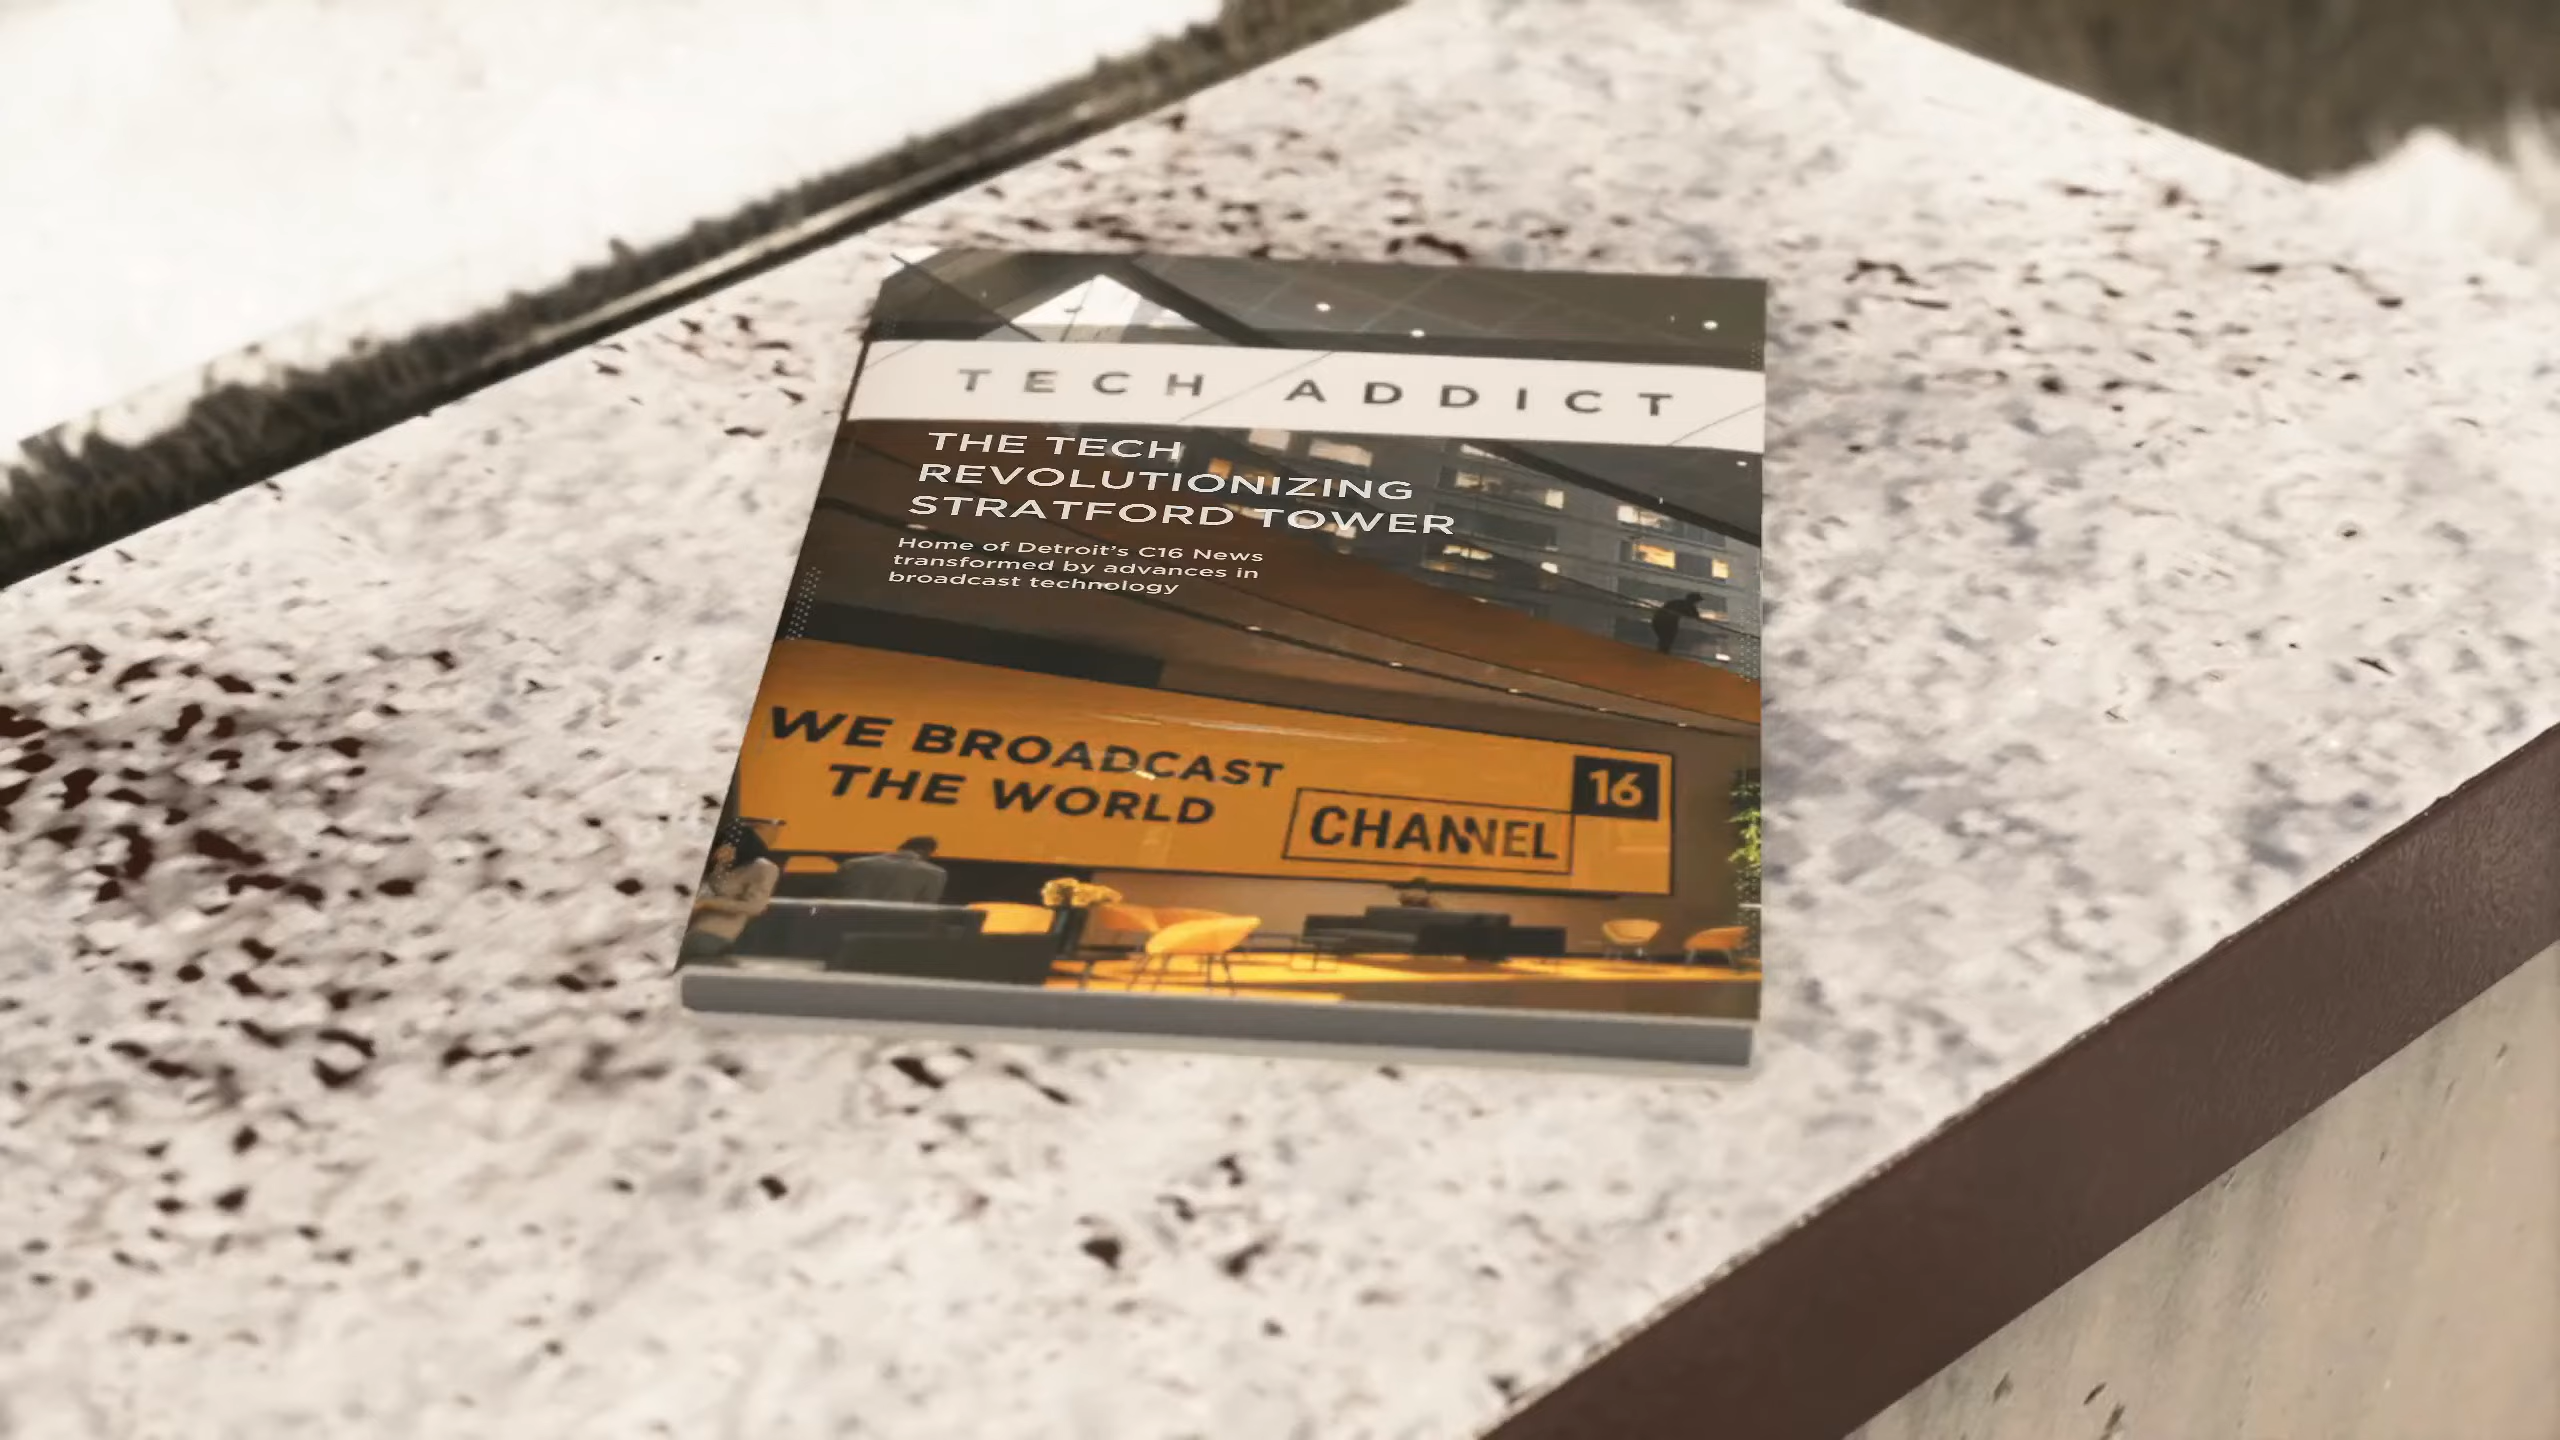 TECH ADDICT
THE TECH
REVOLUTIONIZING
STRATFORD TOWER
Home of Detroit's C16 News
transformed by advances in
broadcast technology
WE BROADCAST
THE WORLD
16
CHANNEL